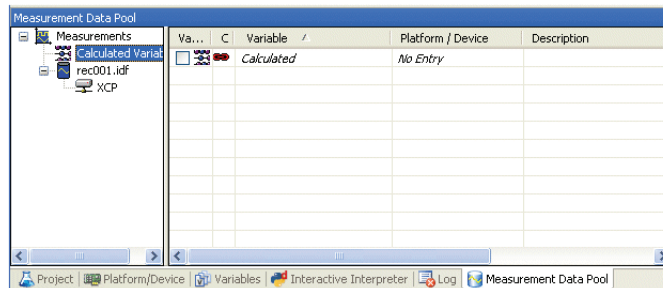 Measurement Data Pool
Measurements
Calculated Variab
rec001.idf
XCP
Va... C Variable Platform / Device Description
Calculated No Entry
Project Platform/Device Variables Interactive Interpreter Log Measurement Data Pool